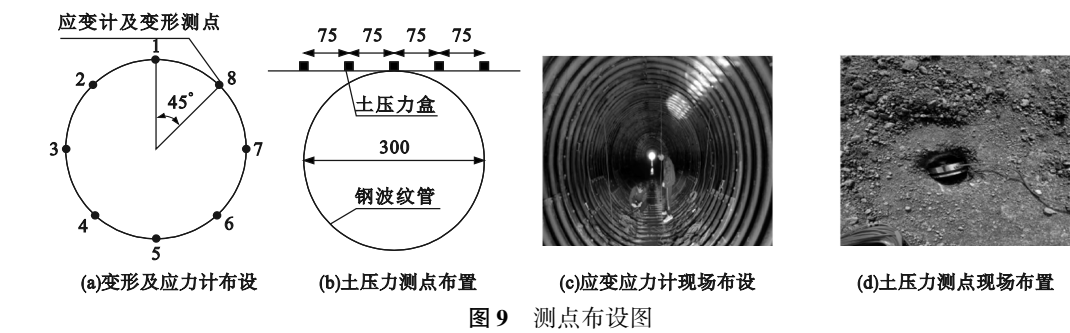 应变计及变形测点
1
2
8
45°
3
7
4
6
5
75 75 75 75
土压力盒
300
钢波纹管
(a)变形及应力计布设
(b)土压力测点布置
(c)应变应力计现场布设
(d)土压力测点现场布置
图9 测点布设图